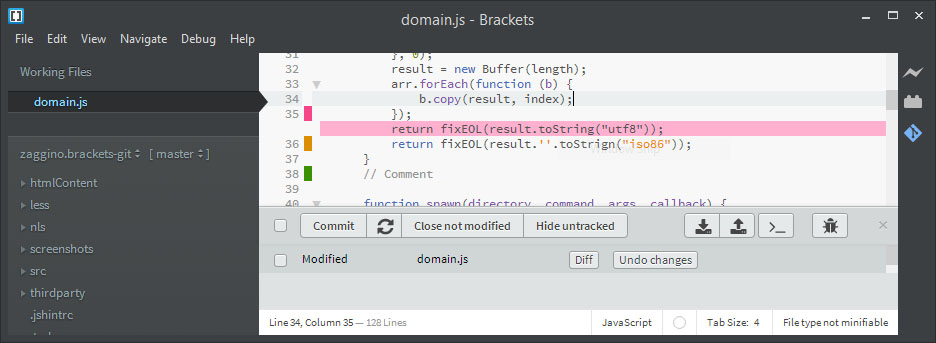 domain.js - Brackets
File Edit View Navigate Debug Help
Working Files
domain.js
zaggino.brackets-git [ master ]
htmlContent
less
nls
screenshots
src
thirdparty
.jshintrc
31 }, 0);
32 result = new Buffer(length);
33 arr.forEach(function (b) {
34 b.copy(result, index);
35 });
return fixEOL(result.toString("utf8"));
36 return fixEOL(result.''.toStrign("iso86"));
37 }
38 // Comment
39
40 function spawn(directory, command, args, callback) {
Commit Close not modified Hide untracked >_ ×
Modified domain.js Diff Undo changes
Line 34, Column 35 — 128 Lines JavaScript Tab Size: 4 File type not minifiable